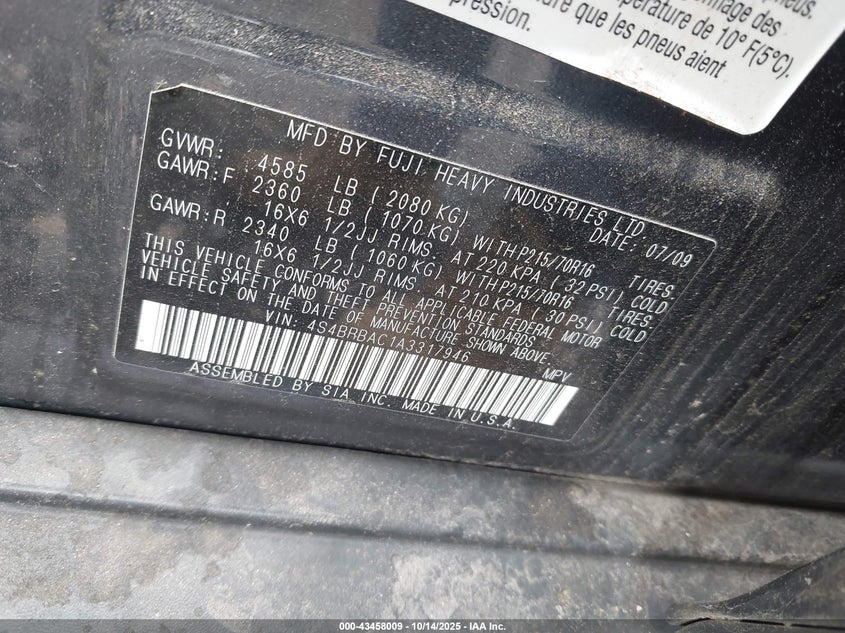 nnage des pneus.
ture que les pneus aient
pérature de 10° F(5°C).
pression.
MFD BY FUJI HEAVY INDUSTRIES LTD.
DATE: 07/09
GVWR: 4585 LB ( 2080 KG)
GAWR:F 2360 LB ( 1070 KG) WITH P215/70R16 TIRES.
16X6 1/2JJ RIMS. AT 220 KPA ( 32 PSI) COLD
GAWR:R 2340 LB ( 1060 KG) WITH P215/70R16 TIRES.
16X6 1/2JJ RIMS. AT 210 KPA ( 30 PSI) COLD
THIS VEHICLE CONFORMS TO ALL APPLICABLE FEDERAL MOTOR
VEHICLE SAFETY AND THEFT PREVENTION STANDARDS
IN EFFECT ON THE DATE OF MANUFACTURE SHOWN ABOVE.
VIN: 4S4BRBAC1A3317946 MPV
ASSEMBLED BY SIA INC. MADE IN U.S.A.
000-43458009 - 10/14/2025 - IAA Inc.